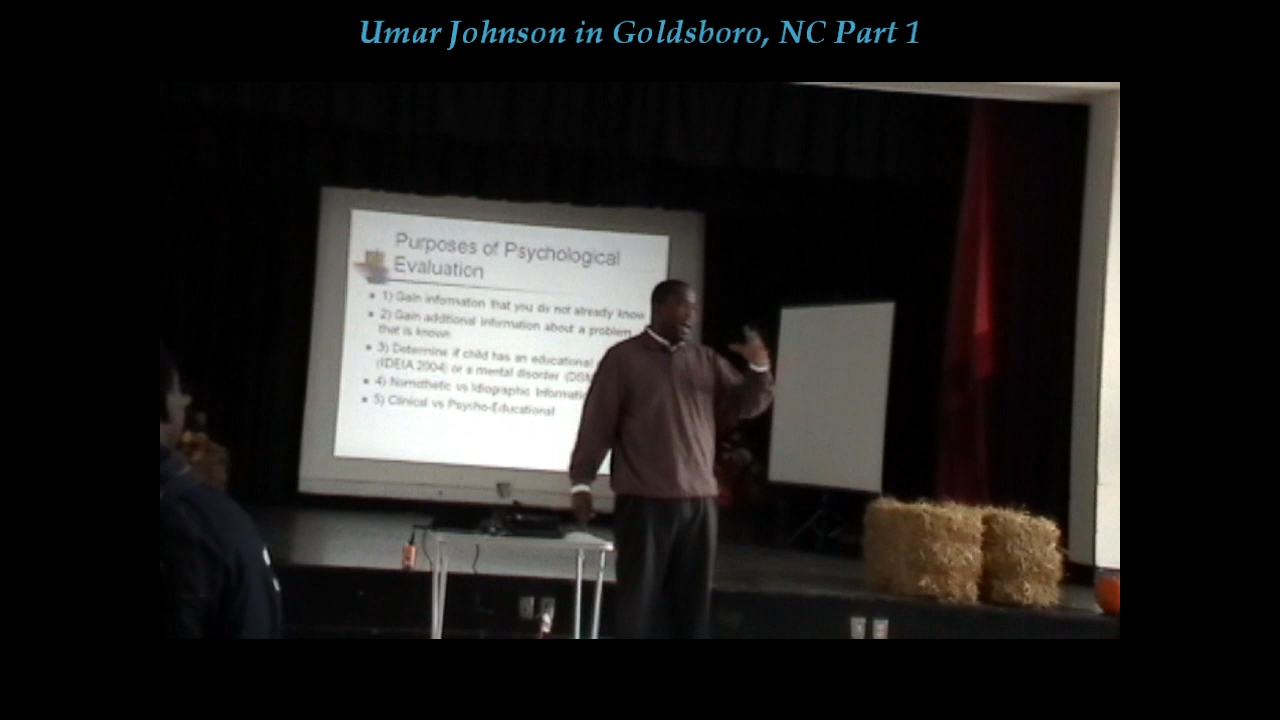 Umar Johnson in Goldsboro, NC Part 1
Purposes of Psychological
Evaluation
1) Gain information that you do not already know
2) Gain additional information about a problem
that is known
3) Determine if child has an educational
(IDEIA 2004) or a mental disorder (DSM
4) Nomothetic vs Idiographic Information
5) Clinical vs Psycho-Educational